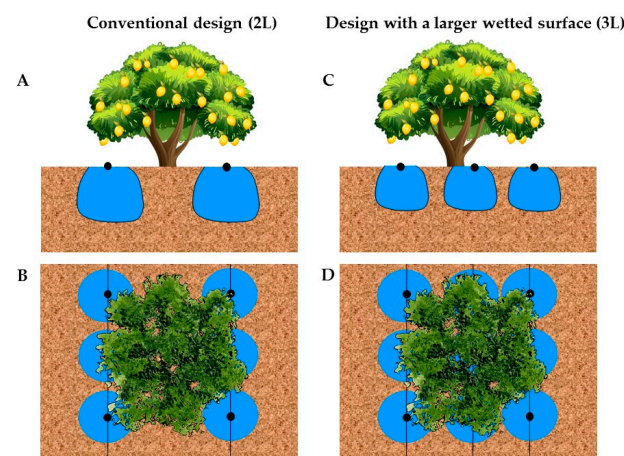 Conventional design (2L)
Design with a larger wetted surface (3L)
A
C
B
D